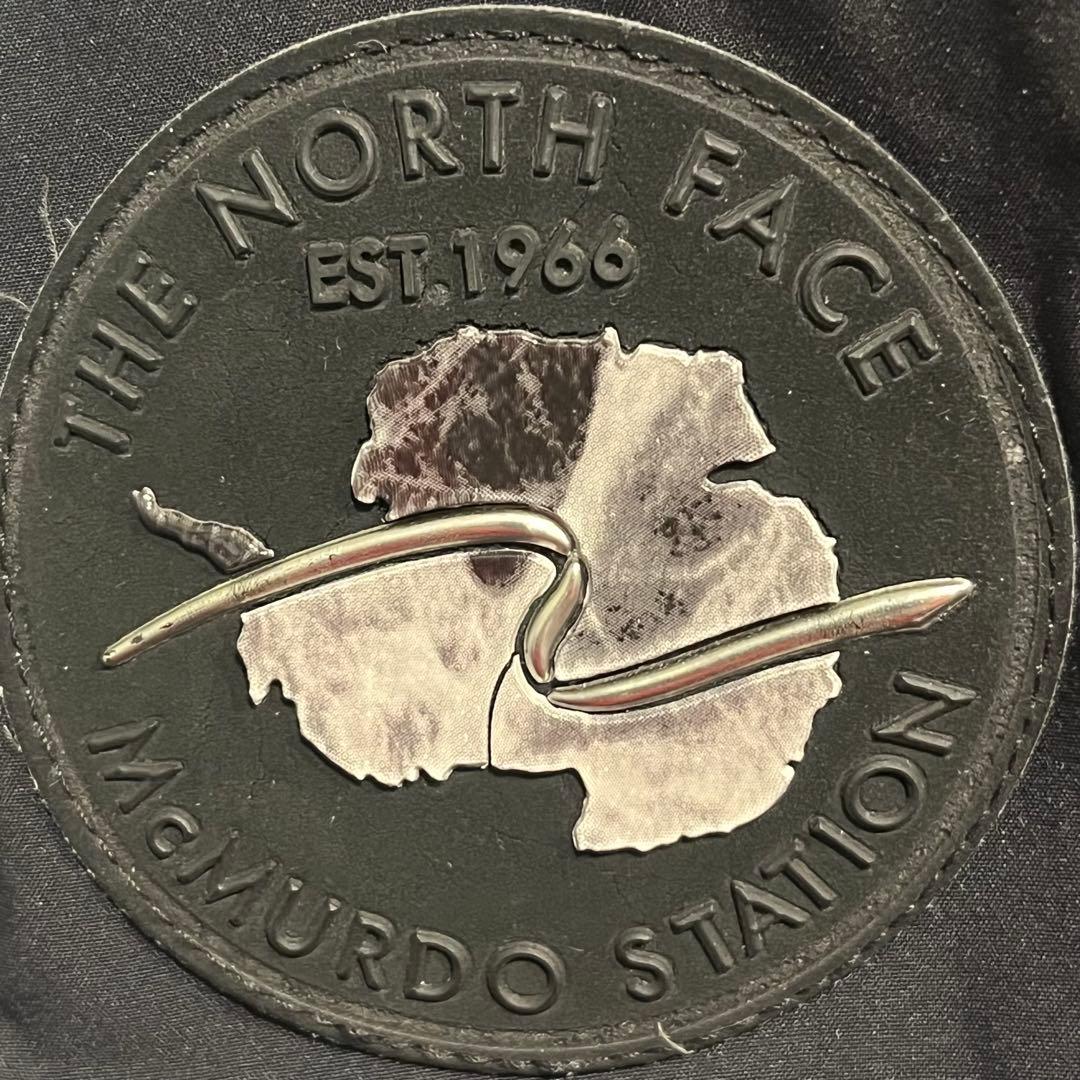 THE NORTH FACE
EST. 1966
McMURDO STATION